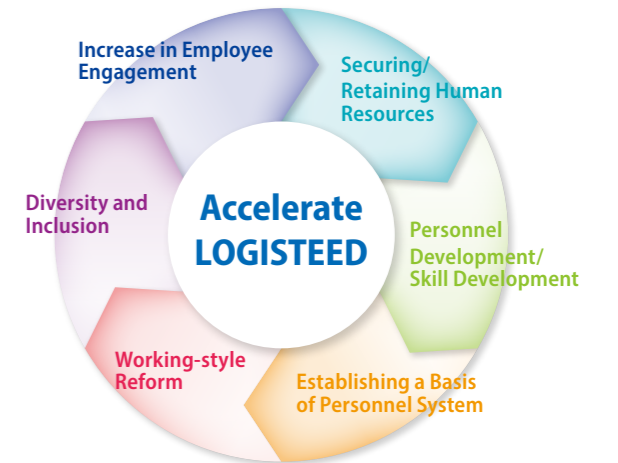 Increase in Employee
Engagement
Securing/
Retaining Human
Resources
Diversity and
Inclusion
Accelerate
LOGISTEED
Personnel
Development/
Skill Development
Working-style
Reform
Establishing a Basis
of Personnel System